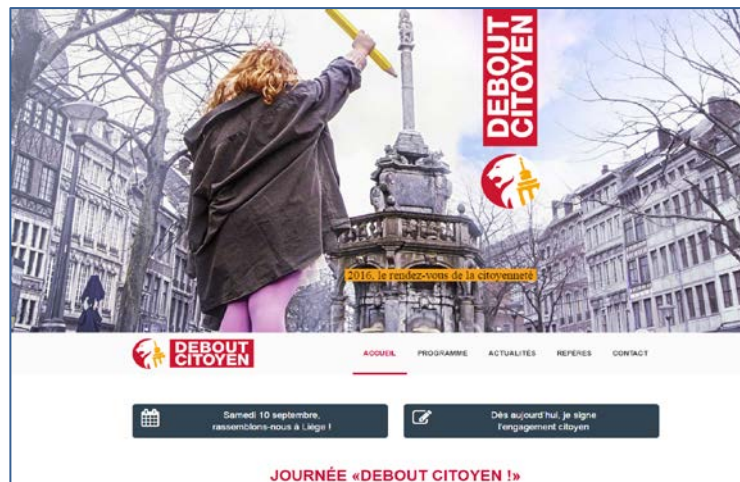 DEBOUT
CITOYEN
2016, le rendez-vous de la citoyenneté
DEBOUT
CITOYEN
ACCUEIL PROGRAMME ACTUALITÉS REPÈRES CONTACT
Samedi 10 septembre,
rassemblons-nous à Liège !
Dès aujourd'hui, je signe
l'engagement citoyen
JOURNÉE «DEBOUT CITOYEN !»